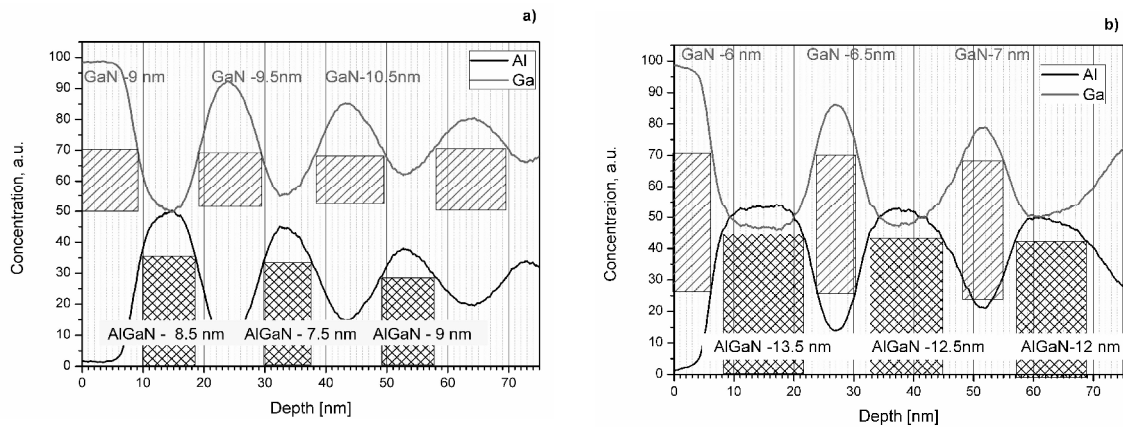 a)
GaN -9 nm
GaN -9.5nm
GaN-10.5nm
Al
Ga
Concentration, a.u.
100
90
80
70
60
50
40
30
20
10
0
AlGaN - 8.5 nm
AlGaN - 7.5 nm
AlGaN - 9 nm
0 10 20 30 40 50 60 70
Depth [nm]
b)
GaN -6 nm
GaN -6.5nm
GaN-7 nm
Al
Ga
Concentration, a.u.
100
90
80
70
60
50
40
30
20
10
0
AlGaN -13.5 nm
AlGaN -12.5nm
AlGaN-12 nm
0 10 20 30 40 50 60 70
Depth [nm]